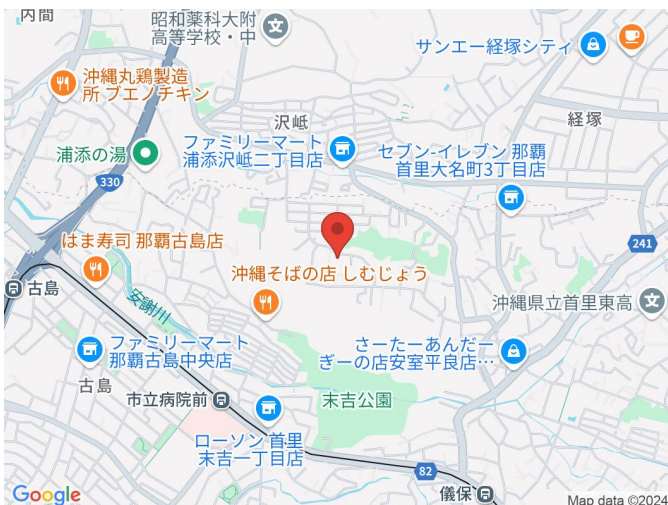 内間
昭和薬科大附
高等学校・中
サンエー経塚シティ
沖縄丸鶏製造
所 ブエノチキン
沢岻
経塚
浦添の湯
ファミリーマート
浦添沢岻二丁目店
セブン-イレブン 那覇
首里大名町3丁目店
330
はま寿司 那覇古島店
241
沖縄そばの店 しむじょう
古島
安謝川
沖縄県立首里東高
ファミリーマート
那覇古島中央店
さーたーあんだー
ぎーの店安室平良店…
古島
市立病院前
末吉公園
ローソン 首里
末吉一丁目店
82
儀保
Google
Map data ©2024